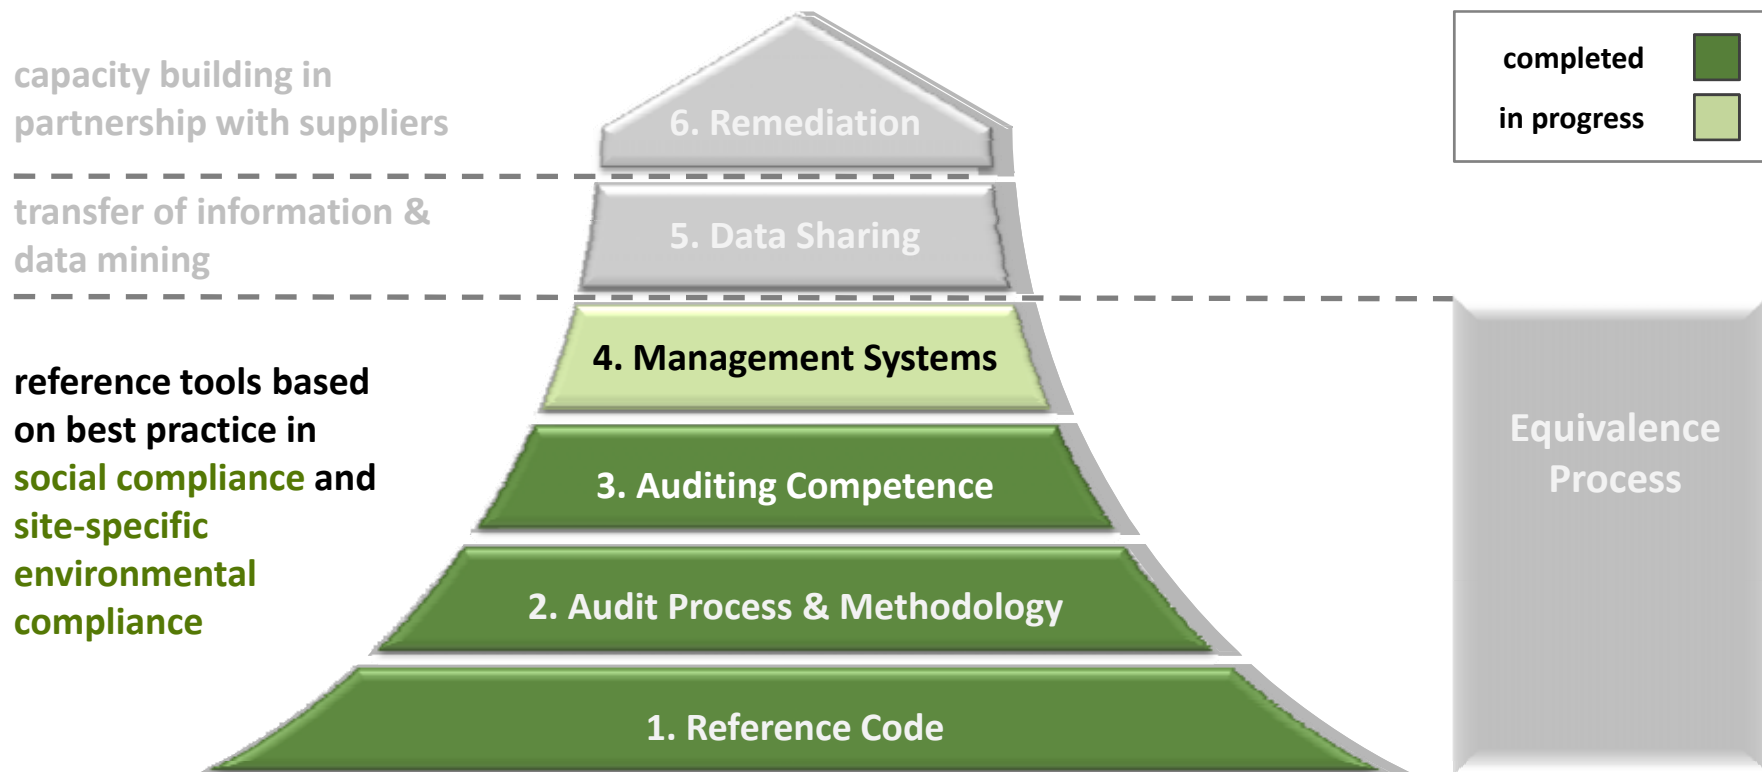 capacity building in
partnership with suppliers
transfer of information &
data mining
reference tools based
on best practice in
social compliance and
site-specific
environmental
compliance
6. Remediation
5. Data Sharing
4. Management Systems
3. Auditing Competence
2. Audit Process & Methodology
1. Reference Code
completed
in progress
Equivalence
Process